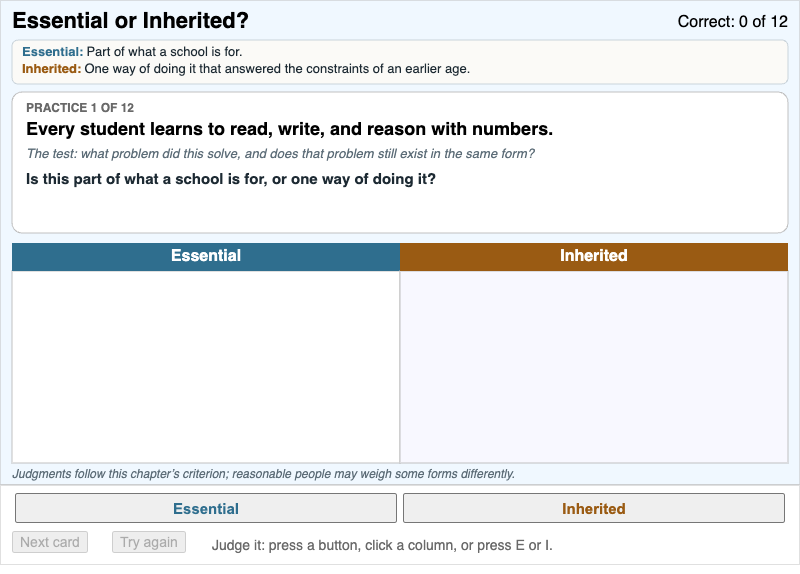 Essential or Inherited?
Correct: 0 of 12
Essential: Part of what a school is for.
Inherited: One way of doing it that answered the constraints of an earlier age.
PRACTICE 1 OF 12
Every student learns to read, write, and reason with numbers.
The test: what problem did this solve, and does that problem still exist in the same form?
Is this part of what a school is for, or one way of doing it?
Essential
Inherited
Judgments follow this chapter’s criterion; reasonable people may weigh some forms differently.
Essential
Inherited
Next card
Try again
Judge it: press a button, click a column, or press E or I.